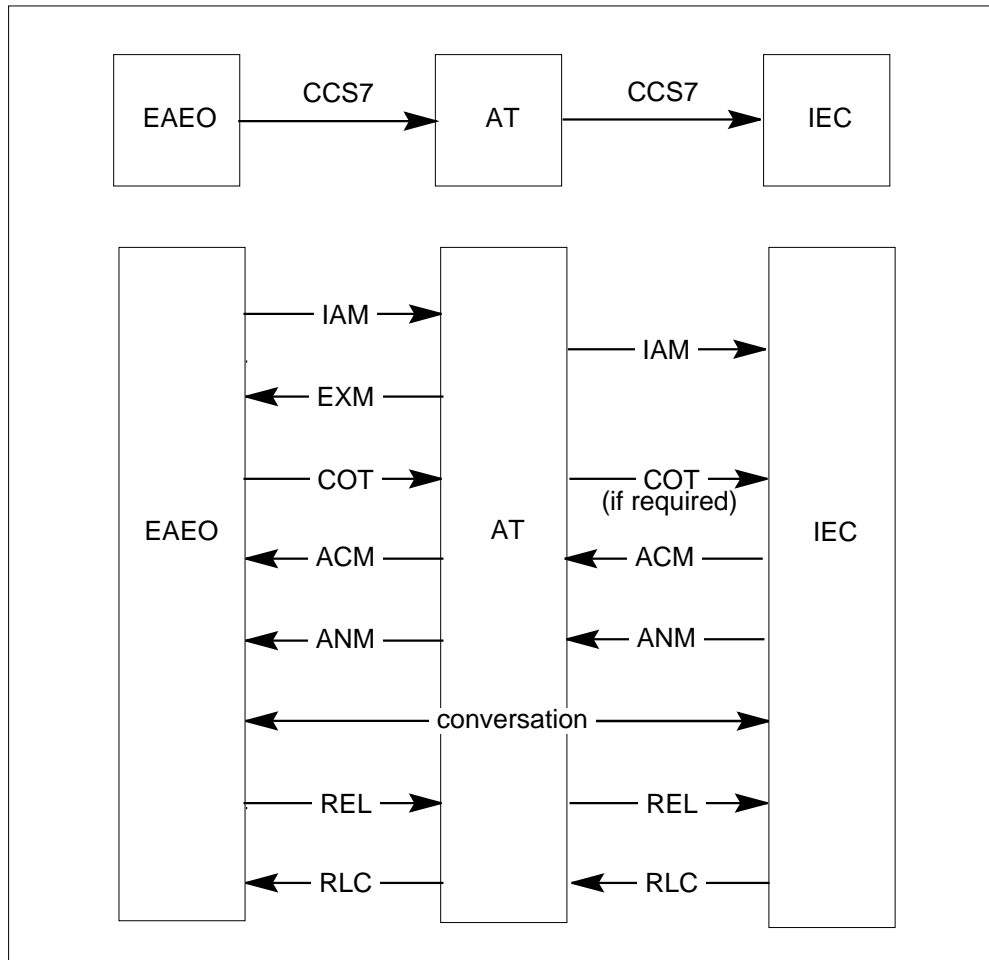 CCS7 CCS7
EAEO AT IEC
IAM
IAM
EXM
COT COT
(if required)
EAEO AT IEC
ACM ACM
ANM ANM
conversation
REL REL
RLC RLC